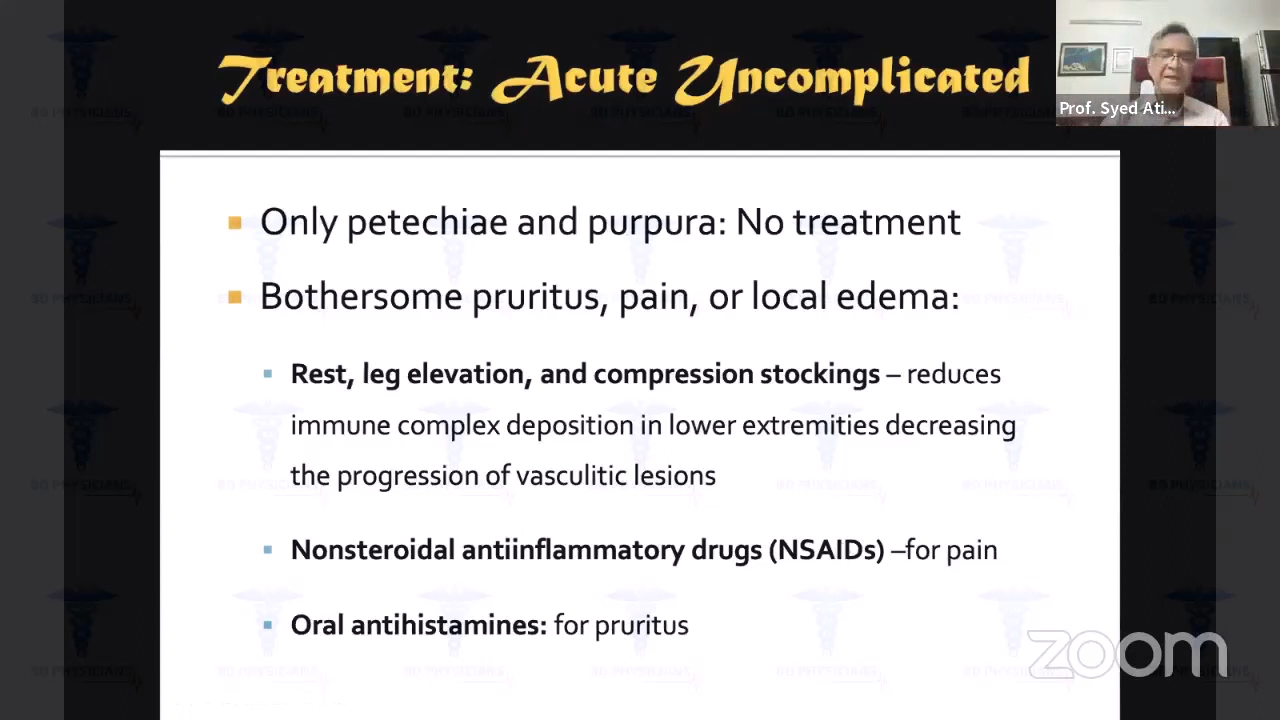 Treatment: Acute Uncomplicated
Prof. Syed Ati...
Only petechiae and purpura: No treatment
Bothersome pruritus, pain, or local edema:
Rest, leg elevation, and compression stockings – reduces
immune complex deposition in lower extremities decreasing
the progression of vasculitic lesions
Nonsteroidal antiinflammatory drugs (NSAIDs) –for pain
Oral antihistamines: for pruritus
zoom
BD PHYSICIANS